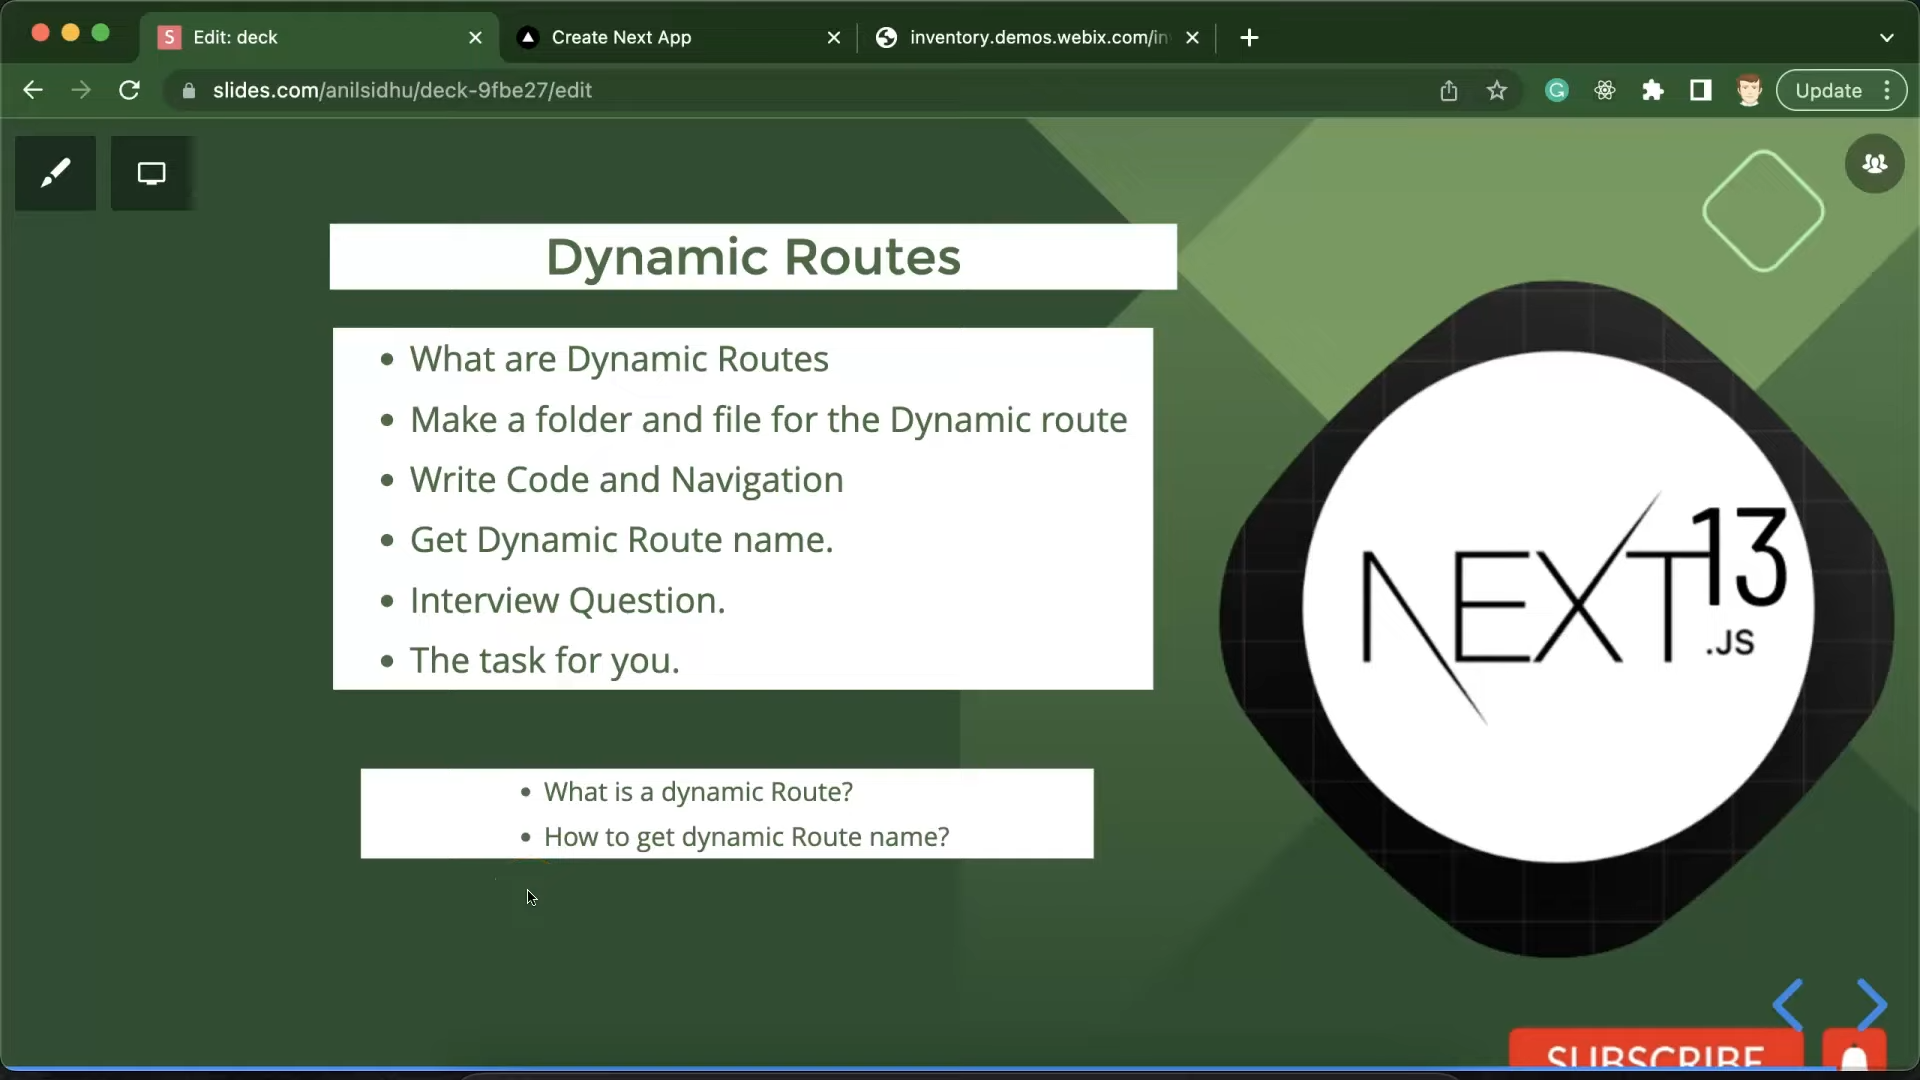 S Edit: deck
Create Next App
inventory.demos.webix.com/in
slides.com/anilsidhu/deck-9fbe27/edit
G
Update
Dynamic Routes
• What are Dynamic Routes
• Make a folder and file for the Dynamic route
• Write Code and Navigation
• Get Dynamic Route name.
• Interview Question.
• The task for you.
NEXT13
.JS
• What is a dynamic Route?
• How to get dynamic Route name?
SUBSCRIBE